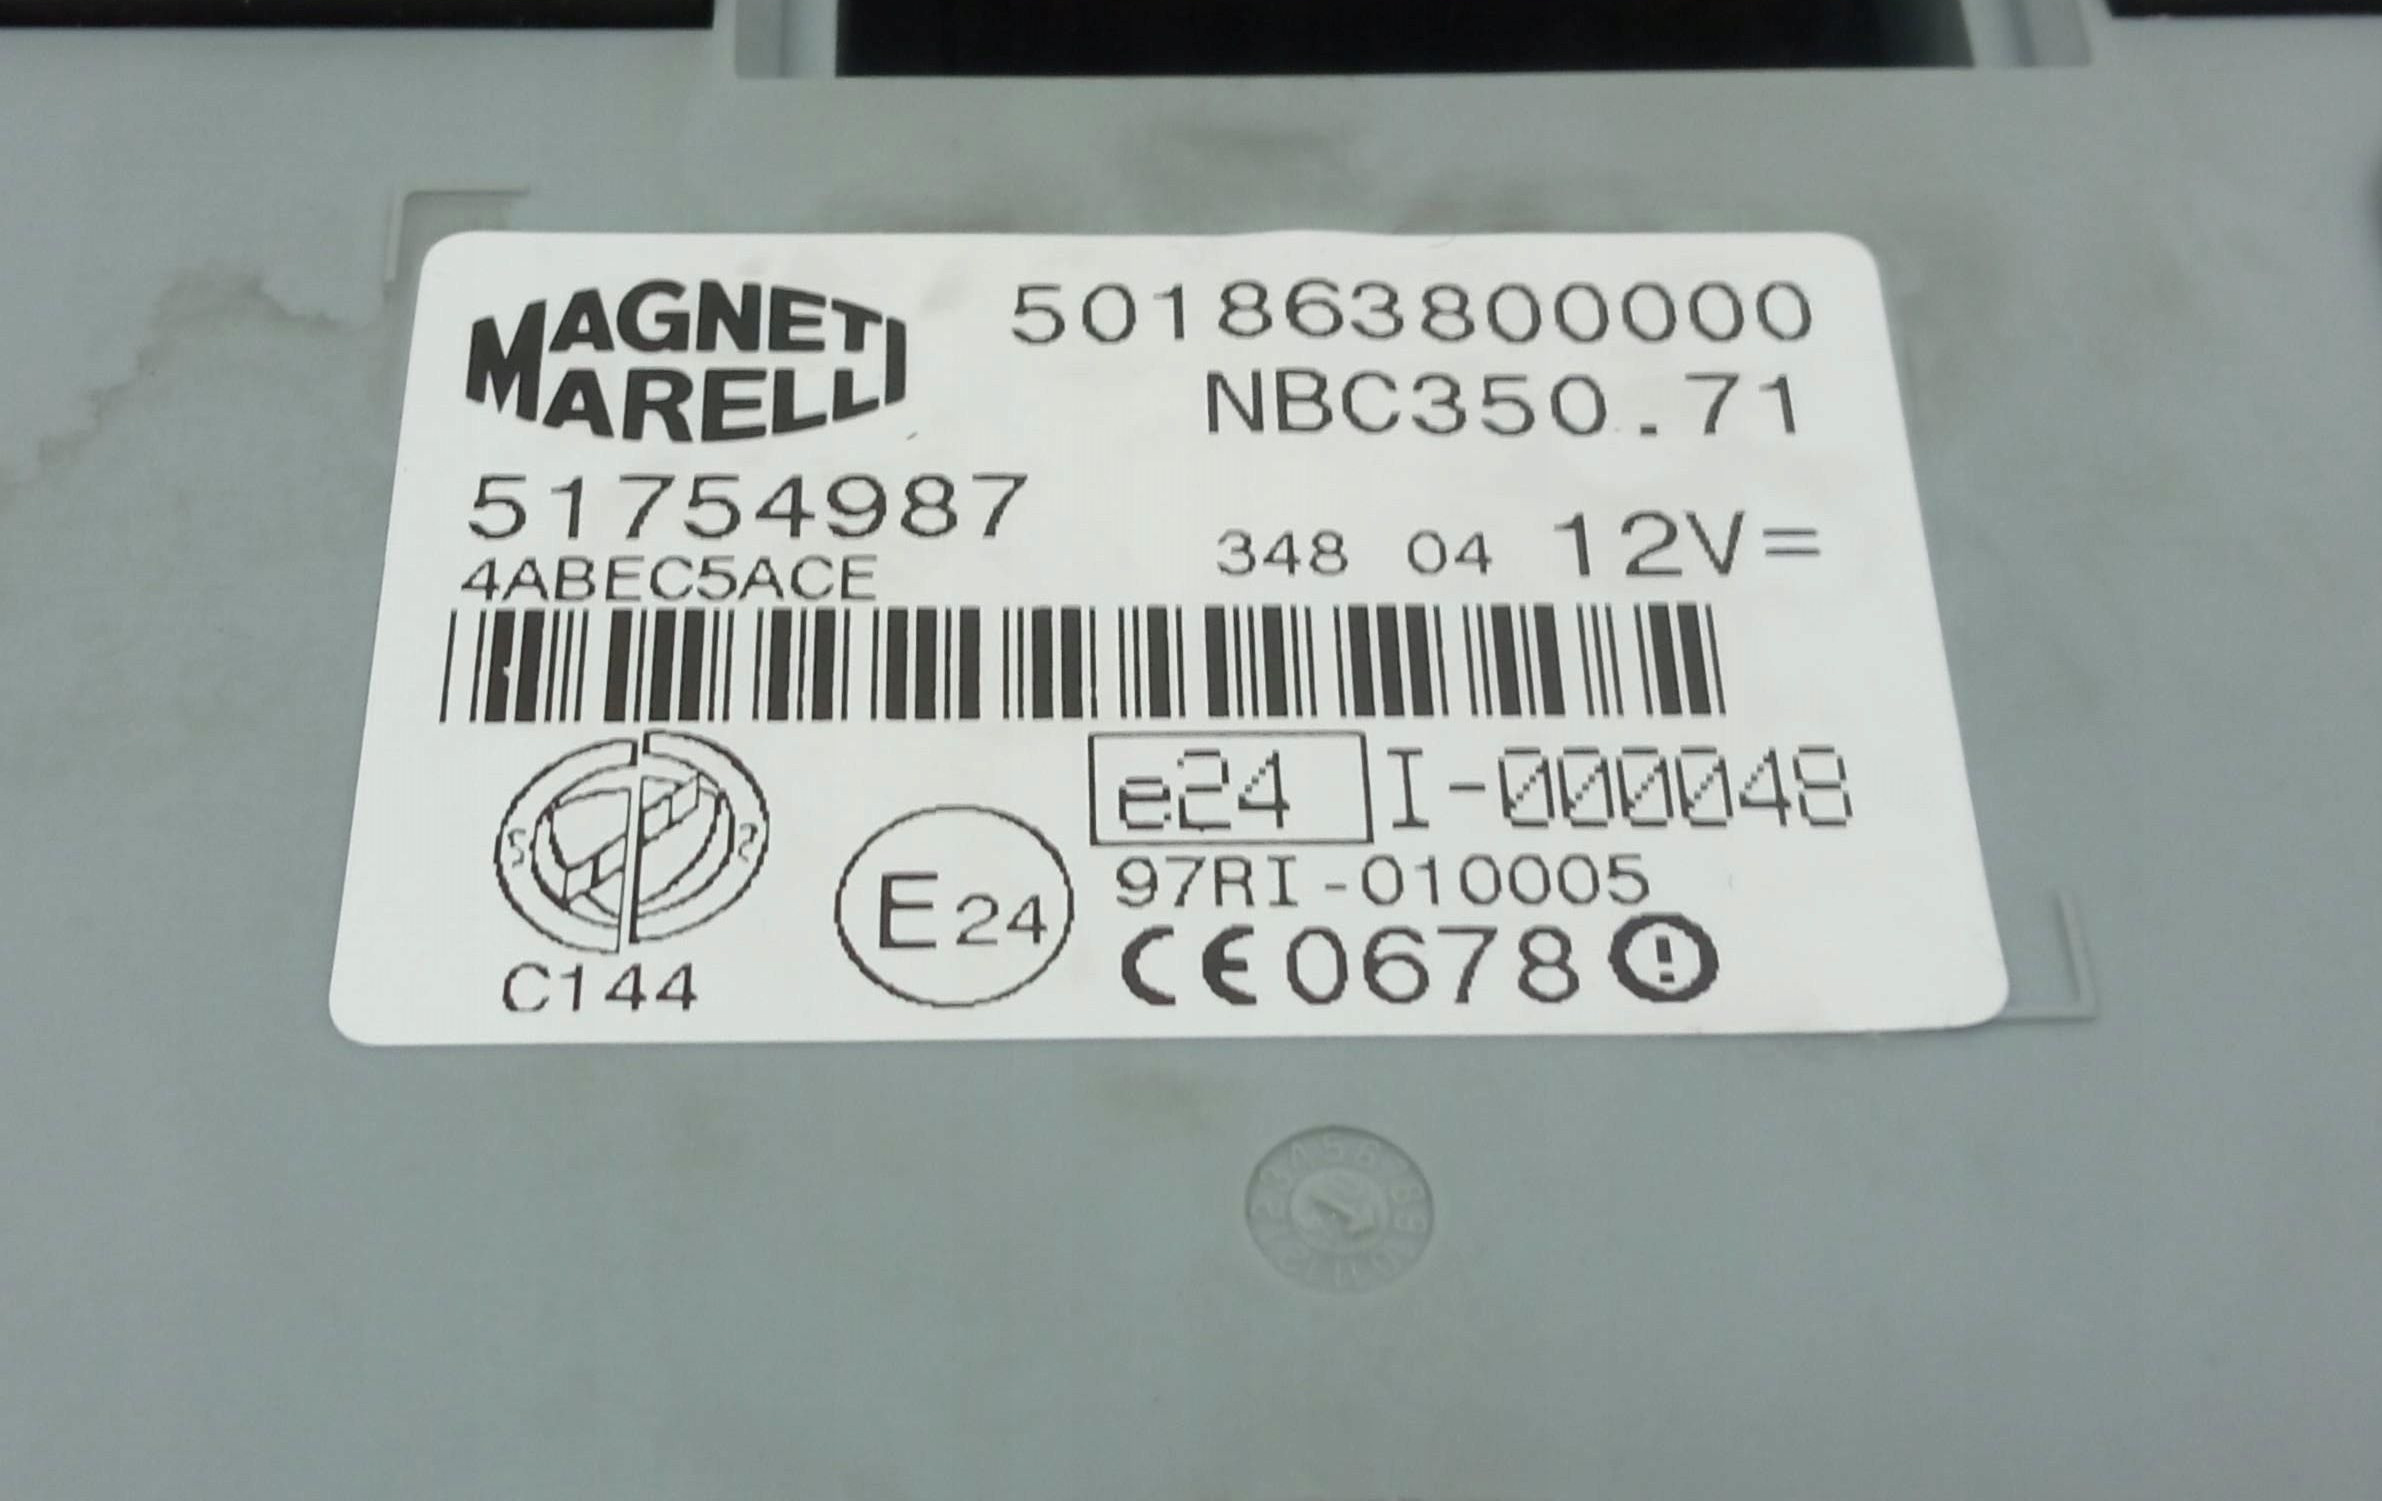 MAGNETI
MARELLI
501863800000
NBC350.71
51754987
348 04 12V=
4ABEC5ACE
e24 I-000048
E24
97RI-010005
CE0678
C144